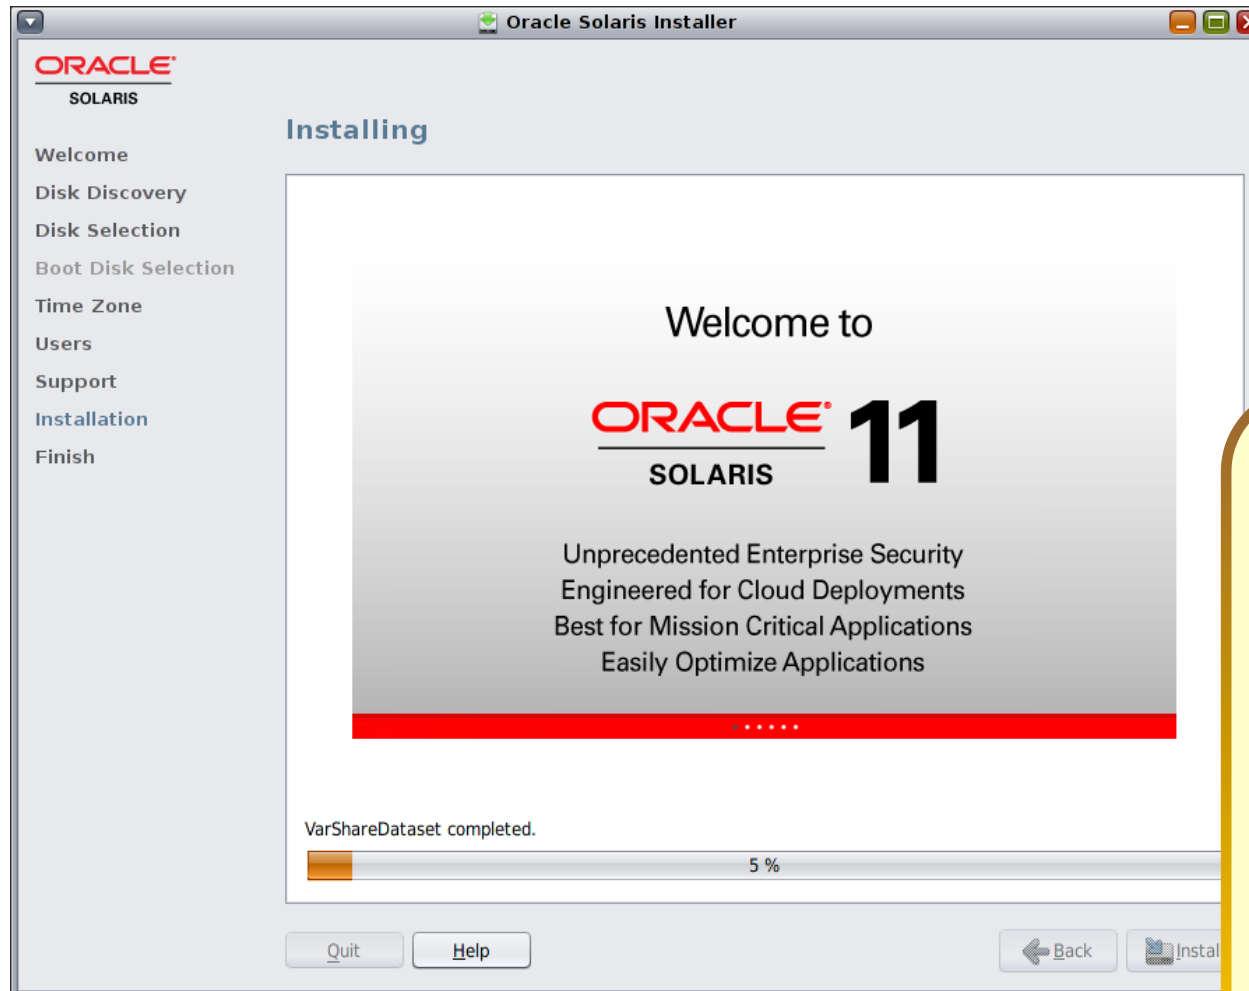 Oracle Solaris Installer
ORACLE®
SOLARIS
Installing
Welcome
Disk Discovery
Disk Selection
Boot Disk Selection
Time Zone
Users
Support
Installation
Finish
Welcome to
ORACLE® 11
SOLARIS
Unprecedented Enterprise Security
Engineered for Cloud Deployments
Best for Mission Critical Applications
Easily Optimize Applications
VarShareDataset completed.
5 %
Quit Help Back Instal